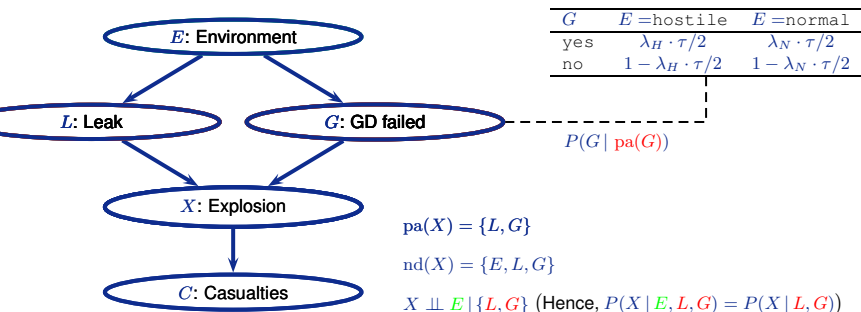 E: Environment
G E =hostile E =normal
yes λ_H · τ/2 λ_N · τ/2
no 1 − λ_H · τ/2 1 − λ_N · τ/2
L: Leak
G: GD failed
P(G | pa(G))
X: Explosion
pa(X) = {L, G}
nd(X) = {E, L, G}
C: Casualties
X ⫫ E | {L, G} (Hence, P(X | E, L, G) = P(X | L, G))